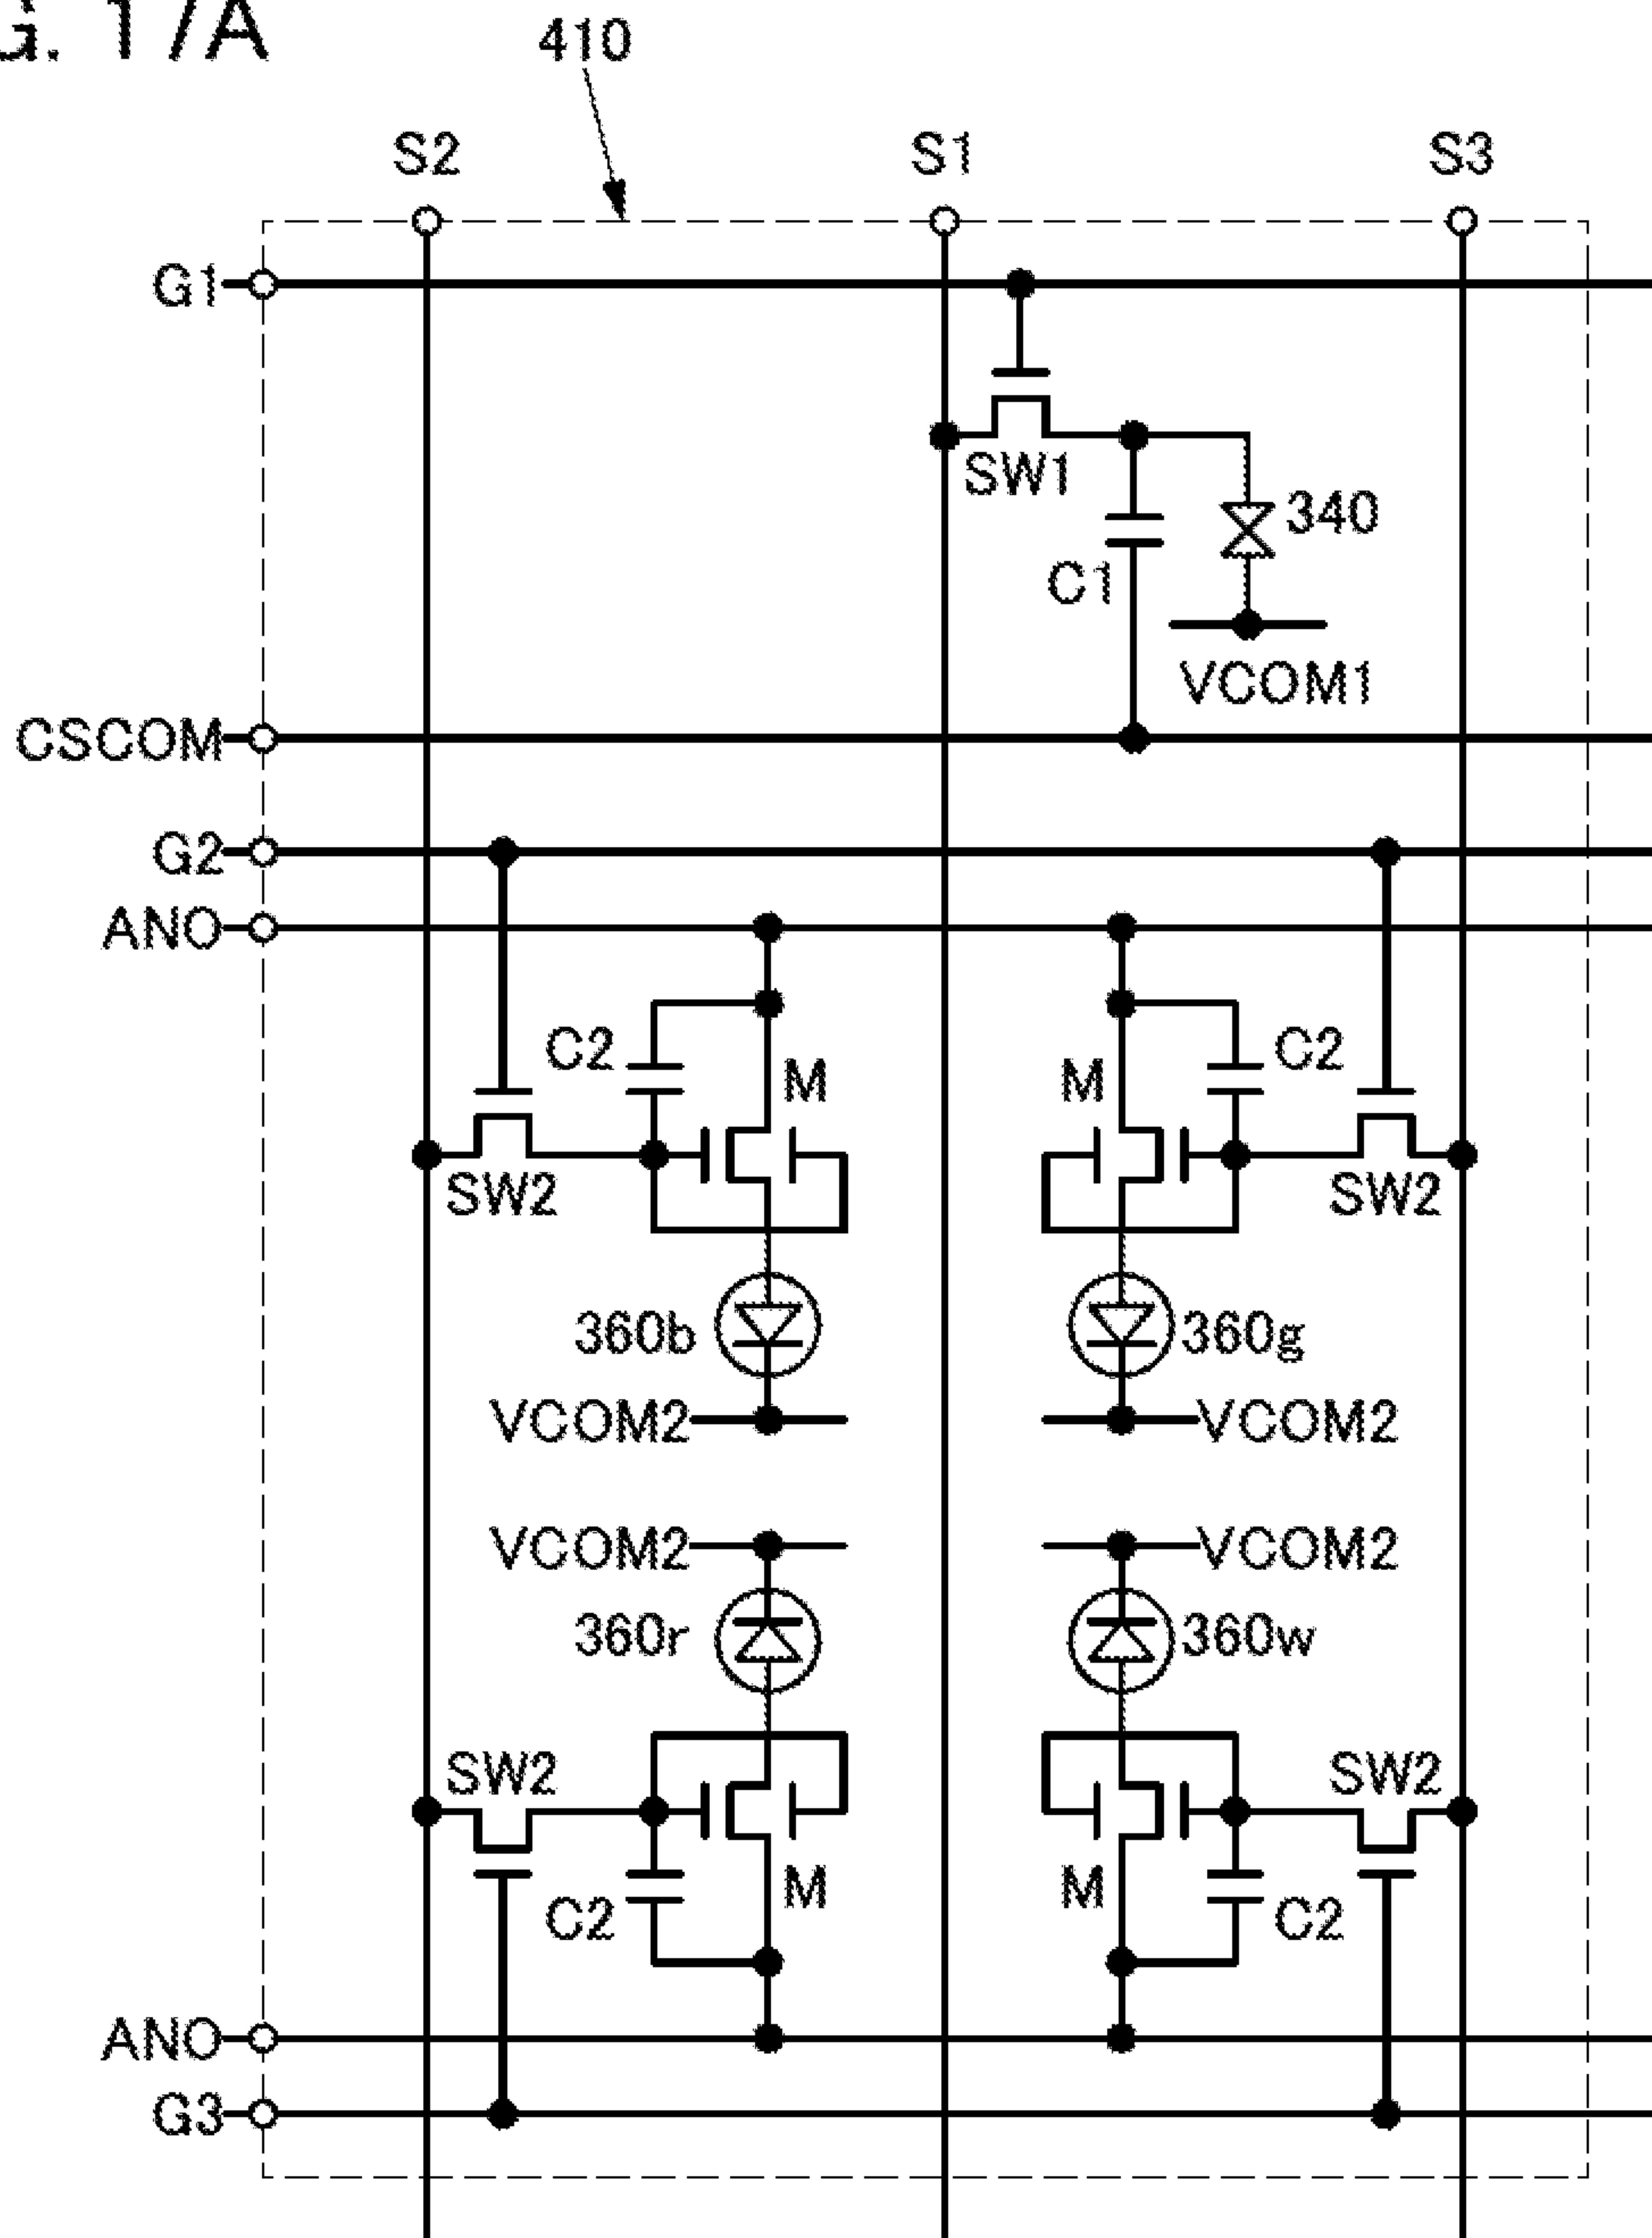 G. 17A
410
S2 S1 S3
G1
SW1
340
C1
VCOM1
CSCOM
G2
ANO
C2 M M C2
SW2 SW2
360b 360g
VCOM2 VCOM2
VCOM2 VCOM2
360r 360w
SW2 SW2
C2 M M C2
ANO
G3